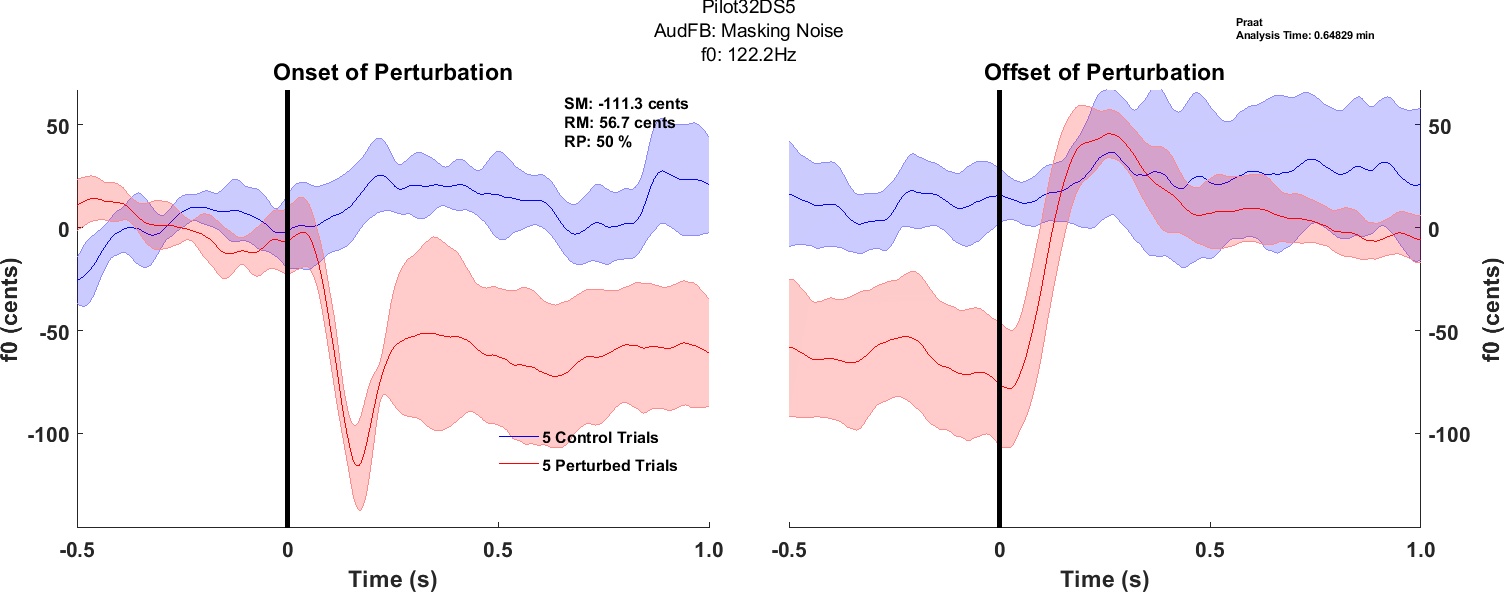 Pilot32DS5
AudFB: Masking Noise
f0: 122.2Hz
Praat
Analysis Time: 0.64829 min
Onset of Perturbation
Offset of Perturbation
SM: -111.3 cents
RM: 56.7 cents
RP: 50 %
50
0
-50
-100
f0 (cents)
5 Control Trials
5 Perturbed Trials
-0.5 0 0.5 1.0
Time (s)
50
0
-50
-100
f0 (cents)
-0.5 0 0.5 1.0
Time (s)